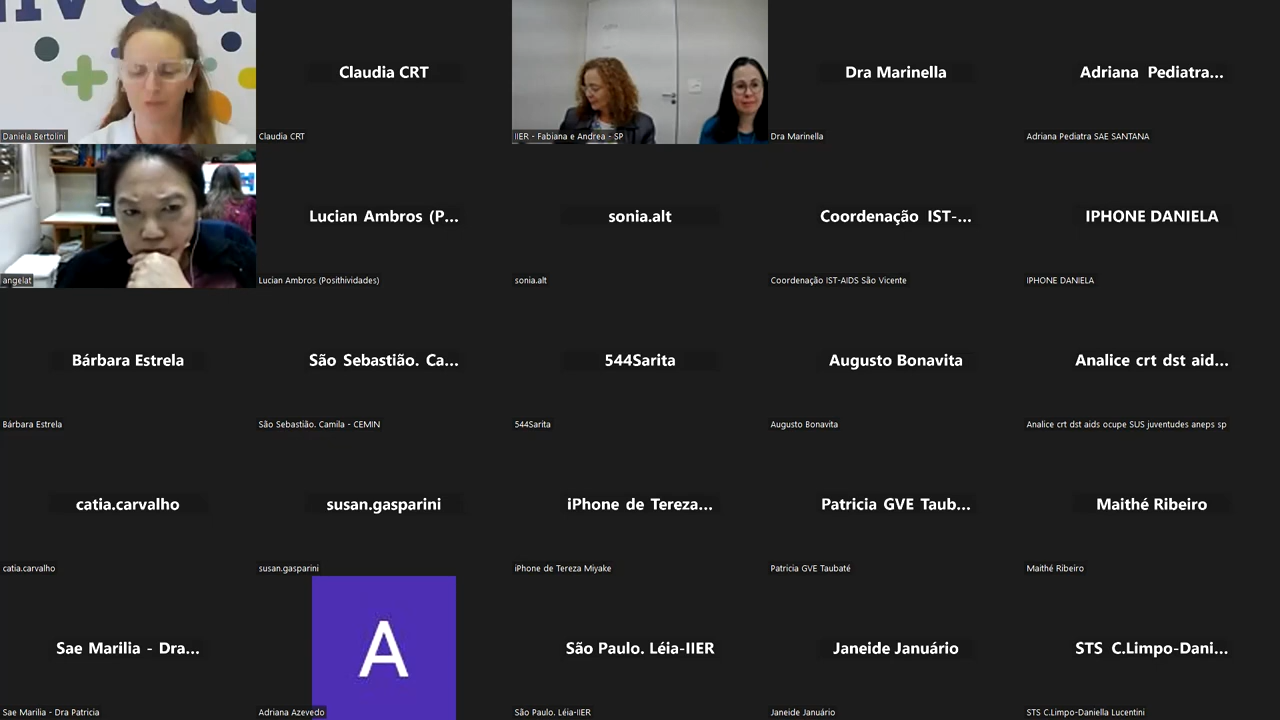 Daniela Bertolini
Claudia CRT
Claudia CRT
IIER - Fabiana e Andrea - SP
Dra Marinella
Dra Marinella
Adriana Pediatra...
Adriana Pediatra SAE SANTANA
angelat
Lucian Ambros (P...
Lucian Ambros (Posithividades)
sonia.alt
sonia.alt
Coordenação IST-...
Coordenação IST-AIDS São Vicente
IPHONE DANIELA
IPHONE DANIELA
Bárbara Estrela
Bárbara Estrela
São Sebastião. Ca...
São Sebastião. Camila - CEMIN
544Sarita
544Sarita
Augusto Bonavita
Augusto Bonavita
Analice crt dst aid...
Analice crt dst aids ocupe SUS juventudes aneps sp
catia.carvalho
catia.carvalho
susan.gasparini
susan.gasparini
iPhone de Tereza...
iPhone de Tereza Miyake
Patricia GVE Taub...
Patricia GVE Taubaté
Maithé Ribeiro
Maithé Ribeiro
Sae Marilia - Dra...
Sae Marilia - Dra Patricia
A
Adriana Azevedo
São Paulo. Léia-IIER
São Paulo. Léia-IIER
Janeide Januário
Janeide Januário
STS C.Limpo-Dani...
STS C.Limpo-Daniella Lucentini